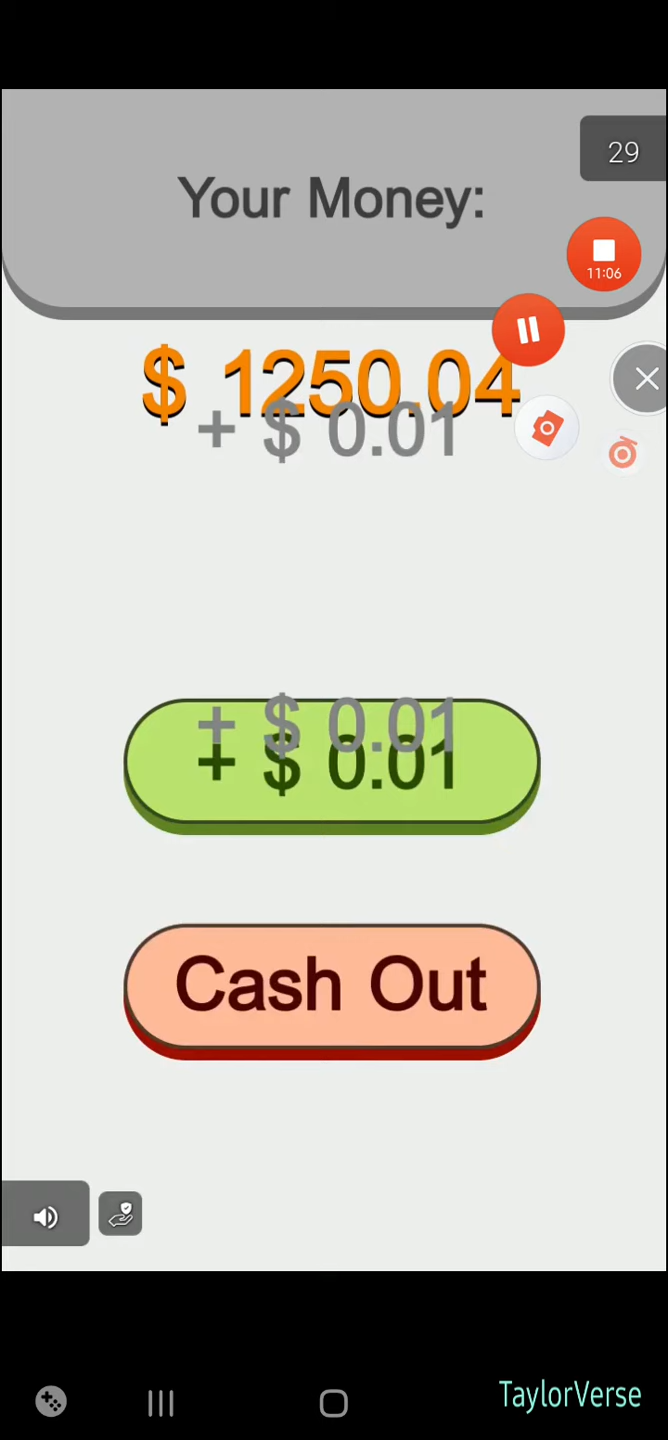 29
Your Money:
11:06
$ 1250.04
+ $ 0.01
+ $ 0.01
+ $ 0.01
Cash Out
TaylorVerse